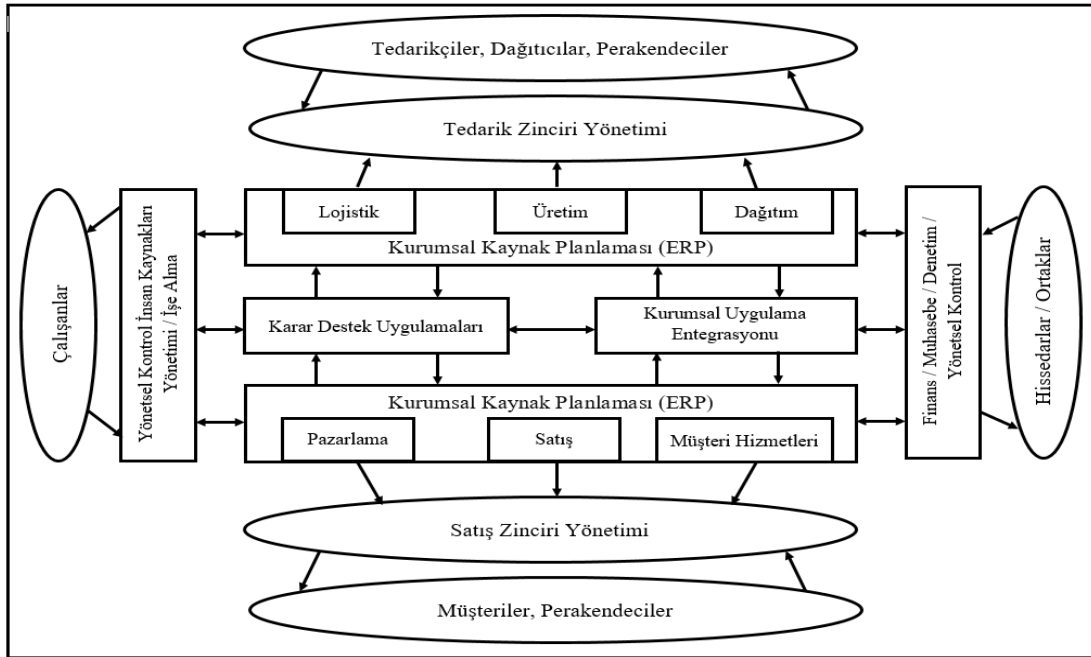 Tedarikçiler, Dağıtıcılar, Perakendeciler
Tedarik Zinciri Yönetimi
Lojistik
Üretim
Dağıtım
Kurumsal Kaynak Planlaması (ERP)
Çalışanlar
Yönetsel Kontrol İnsan Kaynakları
Yönetimi / İşe Alma
Karar Destek Uygulamaları
Kurumsal Uygulama
Entegrasyonu
Finans / Muhasebe / Denetim /
Yönetsel Kontrol
Hissedarlar / Ortaklar
Kurumsal Kaynak Planlaması (ERP)
Pazarlama
Satış
Müşteri Hizmetleri
Satış Zinciri Yönetimi
Müşteriler, Perakendeciler